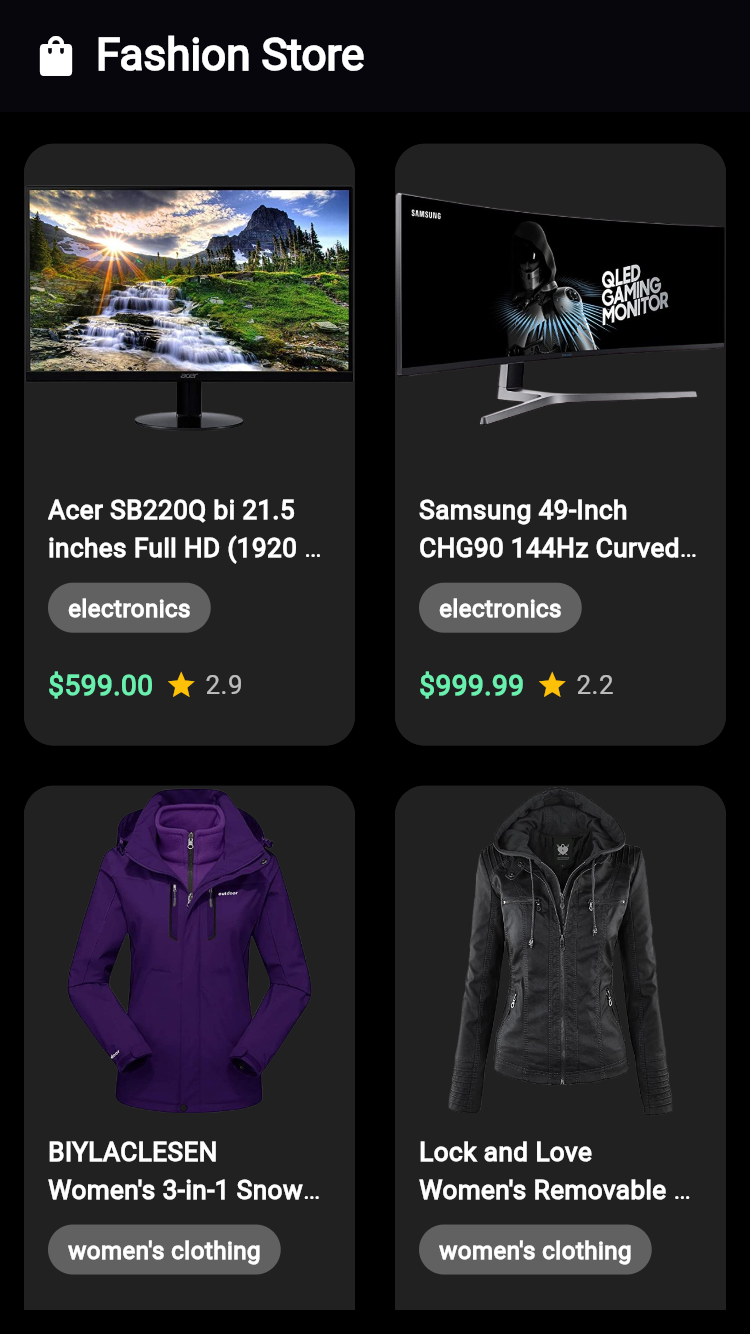 Fashion Store
SAMSUNG
QLED
GAMING
MONITOR
acer
Acer SB220Q bi 21.5
inches Full HD (1920 ...
electronics
$599.00 2.9
Samsung 49-Inch
CHG90 144Hz Curved...
electronics
$999.99 2.2
outdoor
BIYLACLESEN
Women's 3-in-1 Snow...
women's clothing
Lock and Love
Women's Removable ...
women's clothing